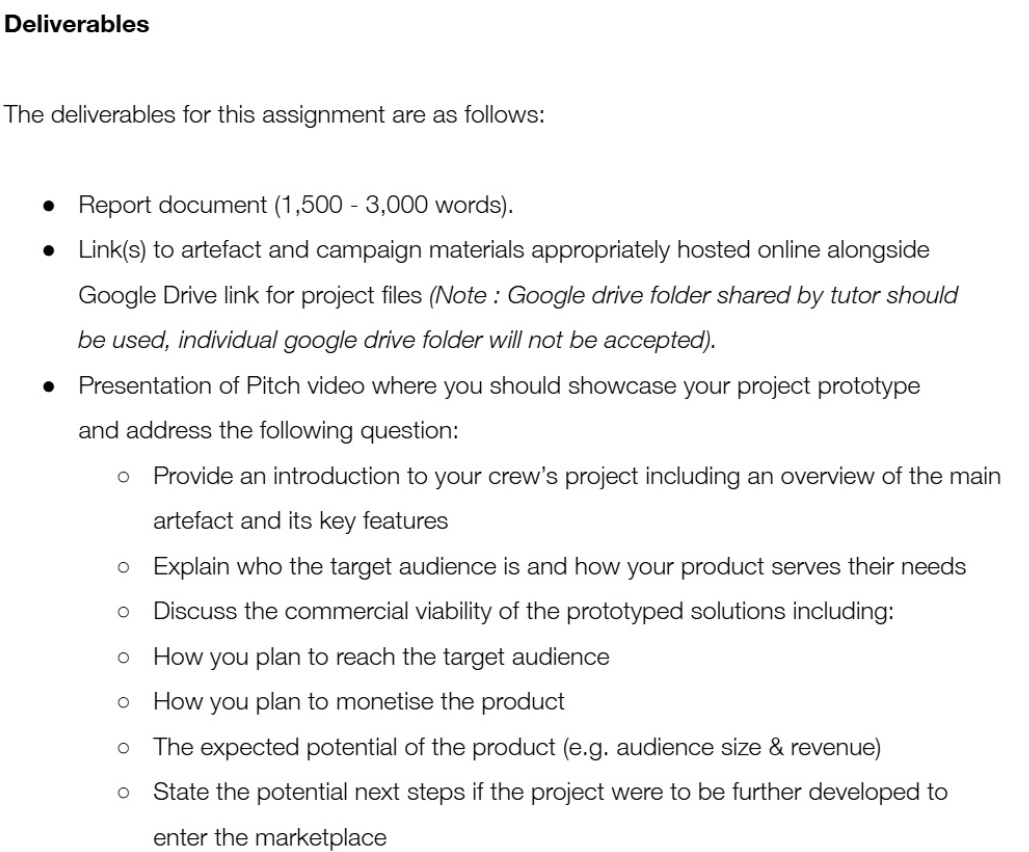 Deliverables
The deliverables for this assignment are as follows:
● Report document (1,500 - 3,000 words).
● Link(s) to artefact and campaign materials appropriately hosted online alongside
Google Drive link for project files (Note : Google drive folder shared by tutor should
be used, individual google drive folder will not be accepted).
● Presentation of Pitch video where you should showcase your project prototype
and address the following question:
○ Provide an introduction to your crew’s project including an overview of the main
artefact and its key features
○ Explain who the target audience is and how your product serves their needs
○ Discuss the commercial viability of the prototyped solutions including:
○ How you plan to reach the target audience
○ How you plan to monetise the product
○ The expected potential of the product (e.g. audience size & revenue)
○ State the potential next steps if the project were to be further developed to
enter the marketplace